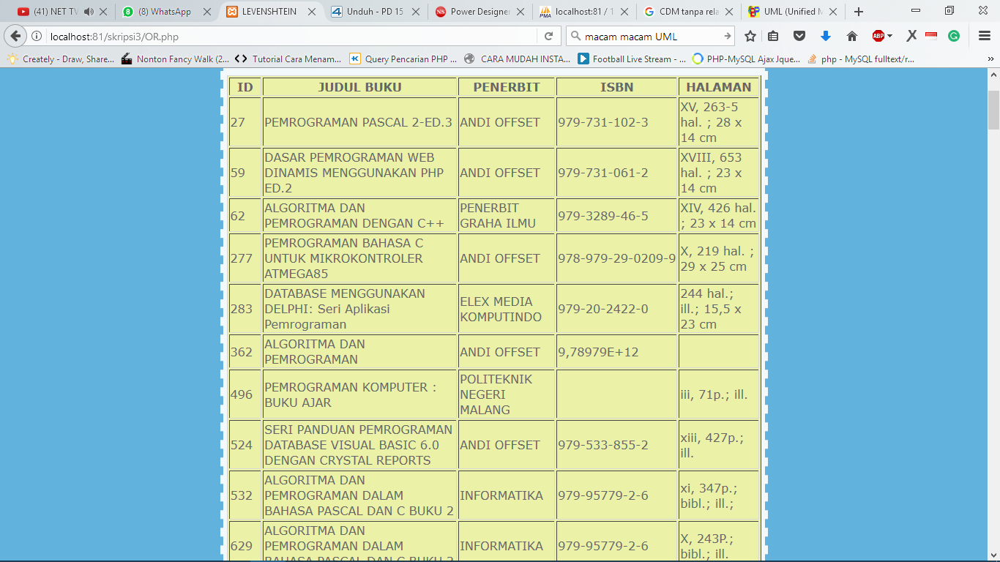 (41) NET TV
(8) WhatsApp
LEVENSHTEIN
Unduh - PD 15
Power Designer
localhost:81 / 1
CDM tanpa rela
UML (Unified M
localhost:81/skripsi3/OR.php
macam macam UML
Creately - Draw, Share...
Nonton Fancy Walk (2...
Tutorial Cara Menam...
Query Pencarian PHP ...
CARA MUDAH INSTA...
Football Live Stream - ...
PHP-MySQL Ajax Jque...
php - MySQL fulltext/r...
ID JUDUL BUKU PENERBIT ISBN HALAMAN
27
PEMROGRAMAN PASCAL 2-ED.3
ANDI OFFSET
979-731-102-3
XV, 263-5
hal. ; 28 x
14 cm
59
DASAR PEMROGRAMAN WEB
DINAMIS MENGGUNAKAN PHP
ED.2
ANDI OFFSET
979-731-061-2
XVIII, 653
hal. ; 23 x
14 cm
62
ALGORITMA DAN
PEMROGRAMAN DENGAN C++
PENERBIT
GRAHA ILMU
979-3289-46-5
XIV, 426 hal.
; 23 x 14 cm
277
PEMROGRAMAN BAHASA C
UNTUK MIKROKONTROLER
ATMEGA85
ANDI OFFSET
978-979-29-0209-9
X, 219 hal. ;
29 x 25 cm
283
DATABASE MENGGUNAKAN
DELPHI: Seri Aplikasi
Pemrograman
ELEX MEDIA
KOMPUTINDO
979-20-2422-0
244 hal.;
ill.; 15,5 x
23 cm
362
ALGORITMA DAN
PEMROGRAMAN
ANDI OFFSET
9,78979E+12
496
PEMROGRAMAN KOMPUTER :
BUKU AJAR
POLITEKNIK
NEGERI
MALANG
iii, 71p.; ill.
524
SERI PANDUAN PEMROGRAMAN
DATABASE VISUAL BASIC 6.0
DENGAN CRYSTAL REPORTS
ANDI OFFSET
979-533-855-2
xiii, 427p.;
ill.
532
ALGORITMA DAN
PEMROGRAMAN DALAM
BAHASA PASCAL DAN C BUKU 2
INFORMATIKA
979-95779-2-6
xi, 347p.;
bibl.; ill.;
629
ALGORITMA DAN
PEMROGRAMAN DALAM
BAHASA PASCAL DAN C BUKU 2
INFORMATIKA
979-95779-2-6
X, 243P.;
bibl.; ill.